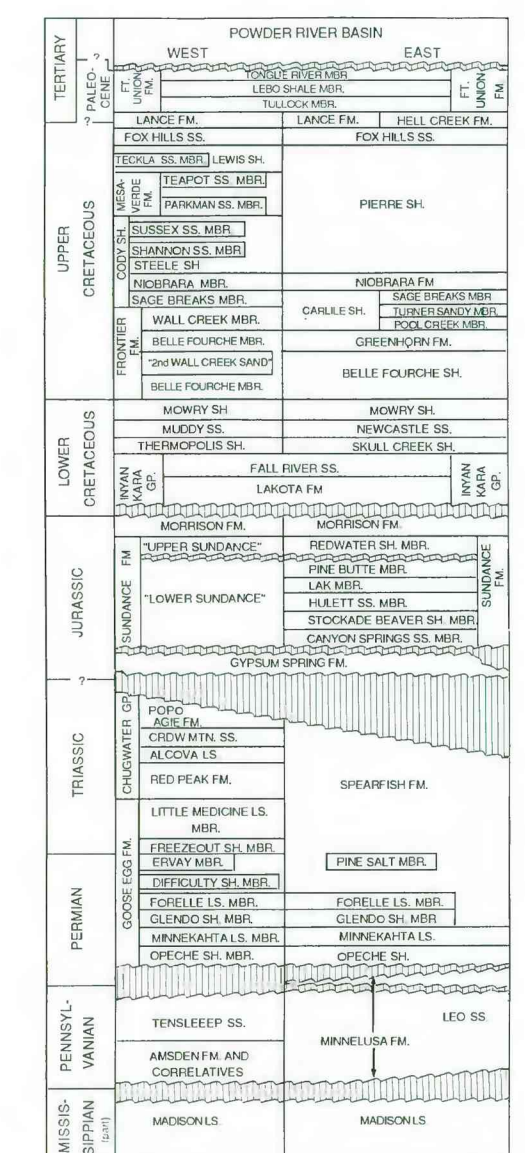 POWDER RIVER BASIN
WEST EAST
TERTIARY
?
PALEO-
CENE
FT.
UNION
FM.
TONGUE RIVER MBR
LEBO SHALE MBR.
TULLOCK MBR.
FT.
UNION
FM.
?
LANCE FM. LANCE FM. HELL CREEK FM.
FOX HILLS SS. FOX HILLS SS.
UPPER
CRETACEOUS
TECKLA SS. MBR. LEWIS SH.
MESA-
VERDE
FM.
TEAPOT SS. MBR.
PARKMAN SS. MBR.
PIERRE SH.
CODY SH.
SUSSEX SS. MBR
SHANNON SS. MBR
STEELE SH
NIOBRARA MBR. NIOBRARA FM
SAGE BREAKS MBR.
CARLILE SH.
SAGE BREAKS MBR
TURNER SANDY MBR.
POOL CREEK MBR.
FRONTIER
FM.
WALL CREEK MBR.
BELLE FOURCHE MBR. GREENHORN FM.
"2nd WALL CREEK SAND"
BELLE FOURCHE SH.
BELLE FOURCHE MBR.
LOWER
CRETACEOUS
MOWRY SH MOWRY SH.
MUDDY SS. NEWCASTLE SS.
THERMOPOLIS SH. SKULL CREEK SH.
INYAN
KARA
GP.
FALL RIVER SS.
LAKOTA FM
INYAN
KARA
GP.
JURASSIC
MORRISON FM. MORRISON FM.
SUNDANCE FM
"UPPER SUNDANCE" REDWATER SH. MBR.
"LOWER SUNDANCE"
PINE BUTTE MBR.
LAK MBR.
HULETT SS. MBR.
STOCKADE BEAVER SH. MBR.
CANYON SPRINGS SS. MBR.
SUNDANCE
FM.
GYPSUM SPRING FM.
?
TRIASSIC
CHUGWATER GP.
POPO
AGIE FM.
CRDW MTN. SS.
ALCOVA LS
RED PEAK FM.
SPEARFISH FM.
GOOSE EGG FM.
LITTLE MEDICINE LS.
MBR.
FREEZEOUT SH. MBR.
PERMIAN
ERVAY MBR. PINE SALT MBR.
DIFFICULTY SH. MBR.
FORELLE LS. MBR. FORELLE LS. MBR.
GLENDO SH. MBR. GLENDO SH. MBR
MINNEKAHTA LS. MBR. MINNEKAHTA LS.
OPECHE SH. MBR. OPECHE SH.
PENNSYL-
VANIAN
TENSLEEEP SS.
LEO SS.
MINNELUSA FM.
AMSDEN FM. AND
CORRELATIVES
MISSIS-
SIPPIAN
(part)
MADISON LS. MADISON LS